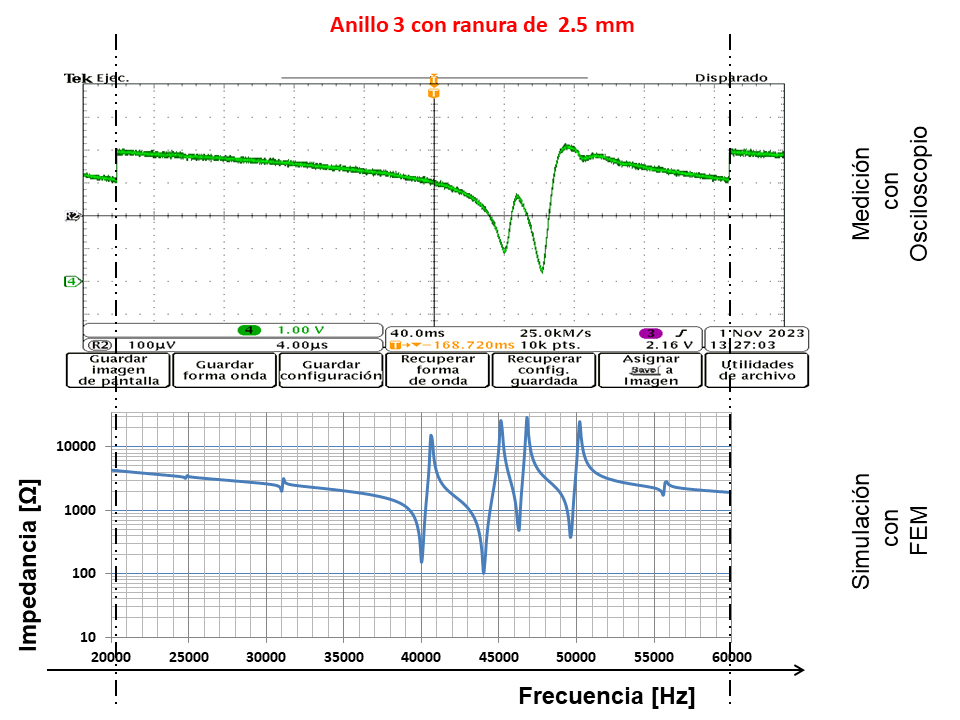 Anillo 3 con ranura de 2.5 mm
Tek Ejec.
Disparado
T
T
4
4 1.00 V
R2 100µV 4.00µs
40.0ms 25.0kM/s 3
T→▾−168.720ms 10k pts. 2.16 V
1 Nov 2023
13:27:03
Guardar
imagen
de pantalla
Guardar
forma onda
Guardar
configuración
Recuperar
forma
de onda
Recuperar
config.
guardada
Asignar
Save a
Imagen
Utilidades
de archivo
Medición
con
Osciloscopio
Impedancia [Ω]
10000
1000
100
10
20000 25000 30000 35000 40000 45000 50000 55000 60000
Frecuencia [Hz]
Simulación
con
FEM